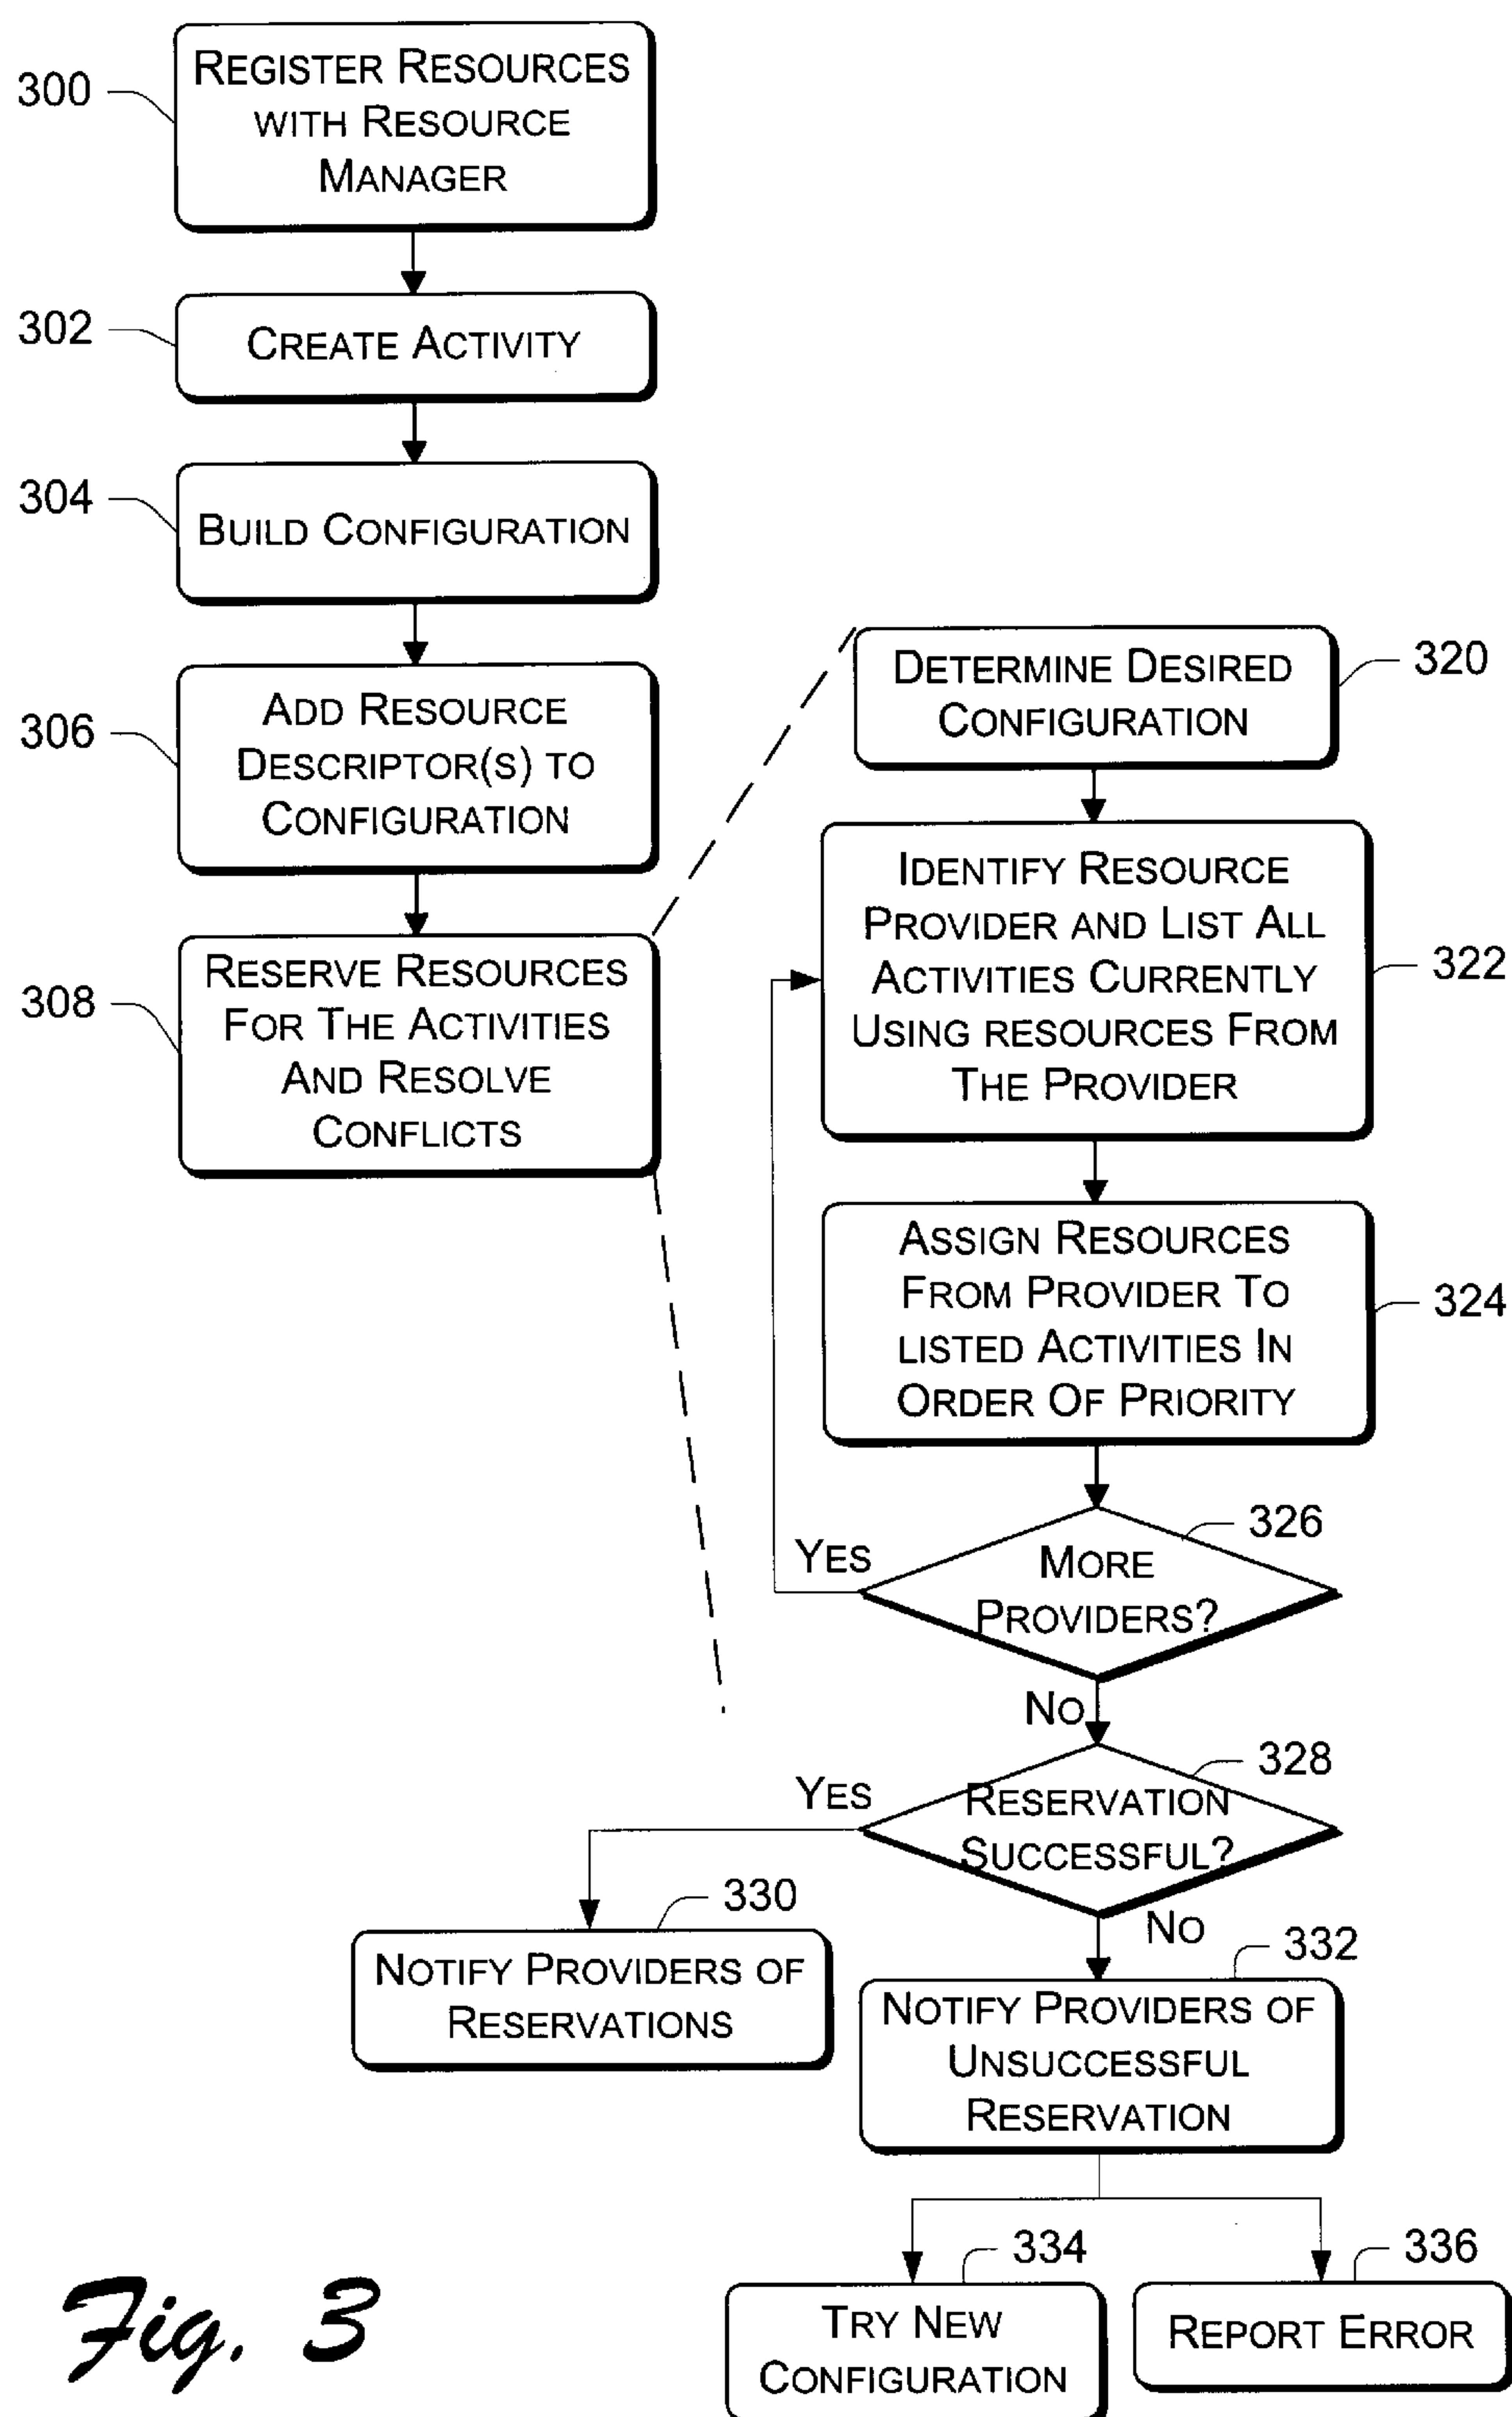 300
REGISTER RESOURCES
WITH RESOURCE
MANAGER
302
CREATE ACTIVITY
304
BUILD CONFIGURATION
306
ADD RESOURCE
DESCRIPTOR(S) TO
CONFIGURATION
308
RESERVE RESOURCES
FOR THE ACTIVITIES
AND RESOLVE
CONFLICTS
DETERMINE DESIRED
CONFIGURATION
320
IDENTIFY RESOURCE
PROVIDER AND LIST ALL
ACTIVITIES CURRENTLY
USING RESOURCES FROM
THE PROVIDER
322
ASSIGN RESOURCES
FROM PROVIDER TO
LISTED ACTIVITIES IN
ORDER OF PRIORITY
324
326
YES
MORE
PROVIDERS?
NO
328
YES
RESERVATION
SUCCESSFUL?
NO
330
NOTIFY PROVIDERS OF
RESERVATIONS
332
NOTIFY PROVIDERS OF
UNSUCCESSFUL
RESERVATION
334
TRY NEW
CONFIGURATION
336
REPORT ERROR
Fig. 3